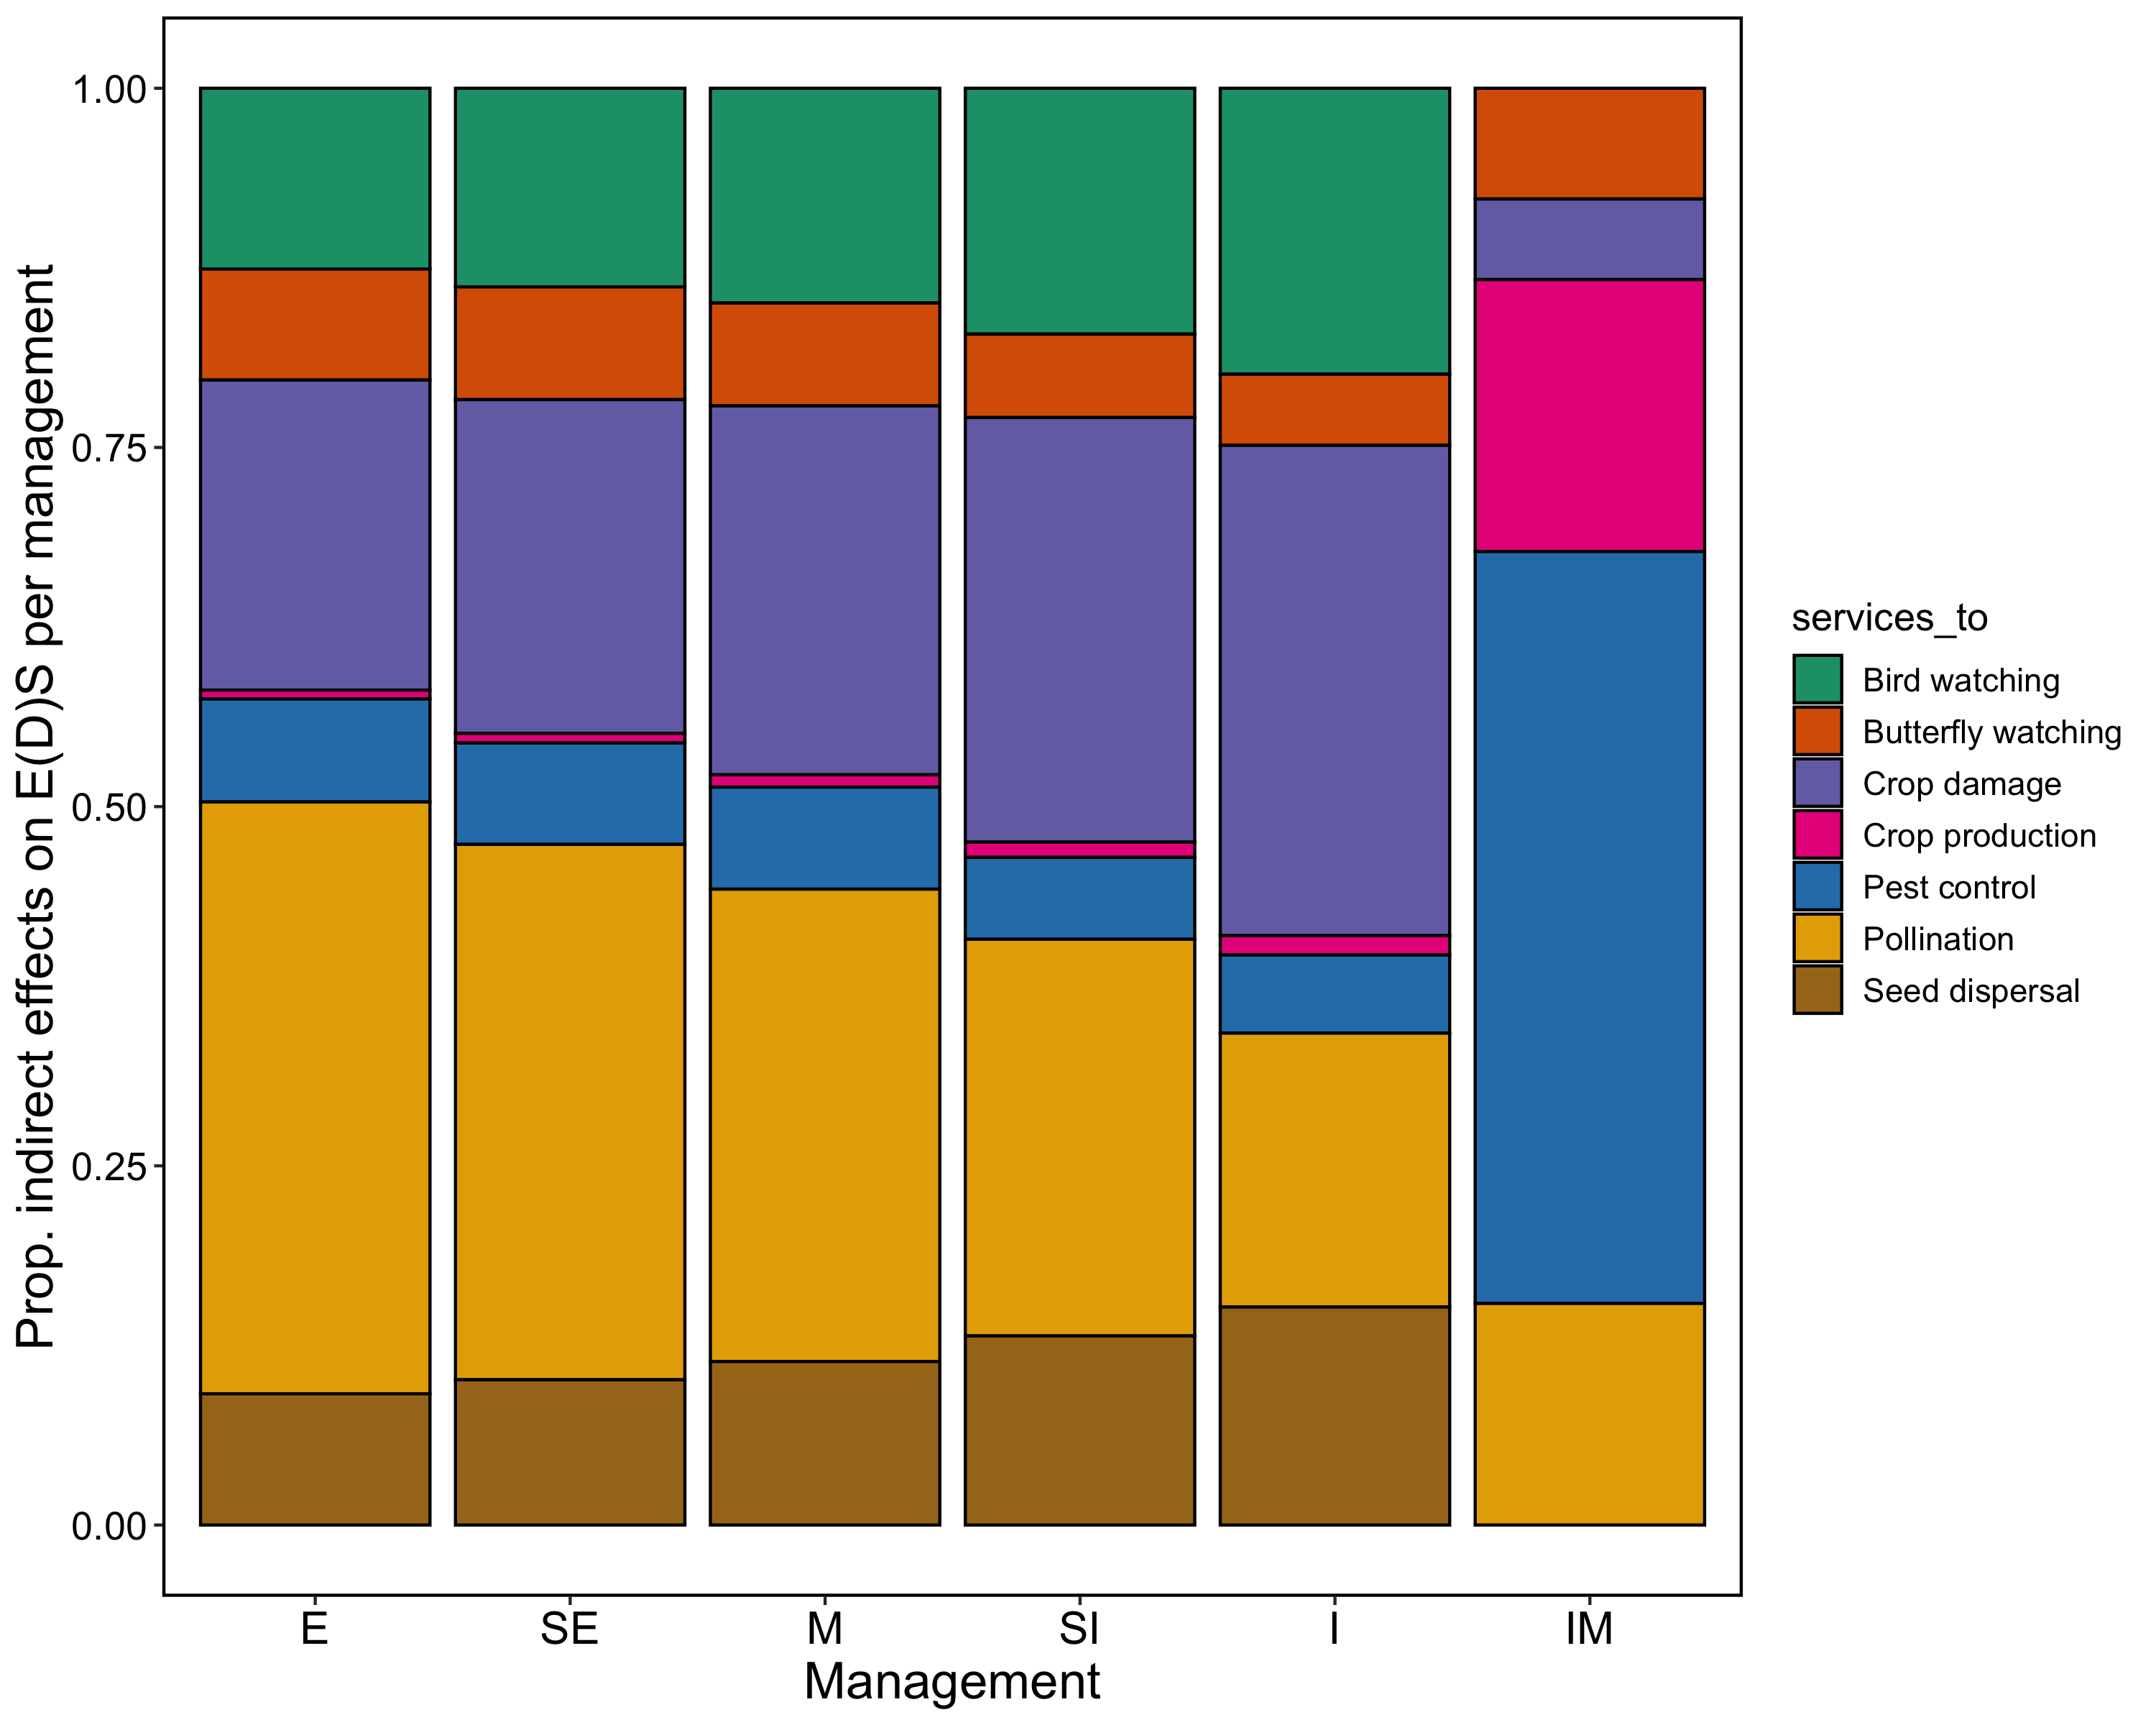 Prop. indirect effects on E(D)S per management
1.00
0.75
0.50
0.25
0.00
E SE M SI I IM
Management
services_to
Bird watching
Butterfly watching
Crop damage
Crop production
Pest control
Pollination
Seed dispersal